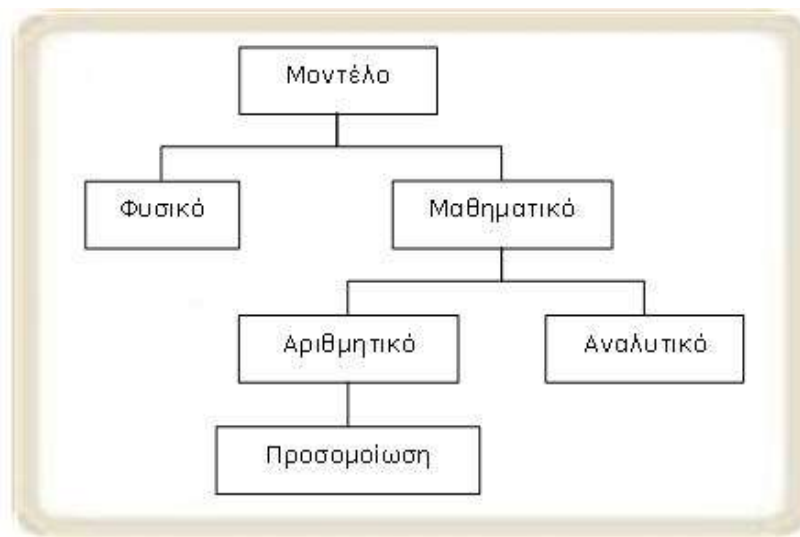 Μοντέλο
Φυσικό
Μαθηματικό
Αριθμητικό
Αναλυτικό
Προσομοίωση